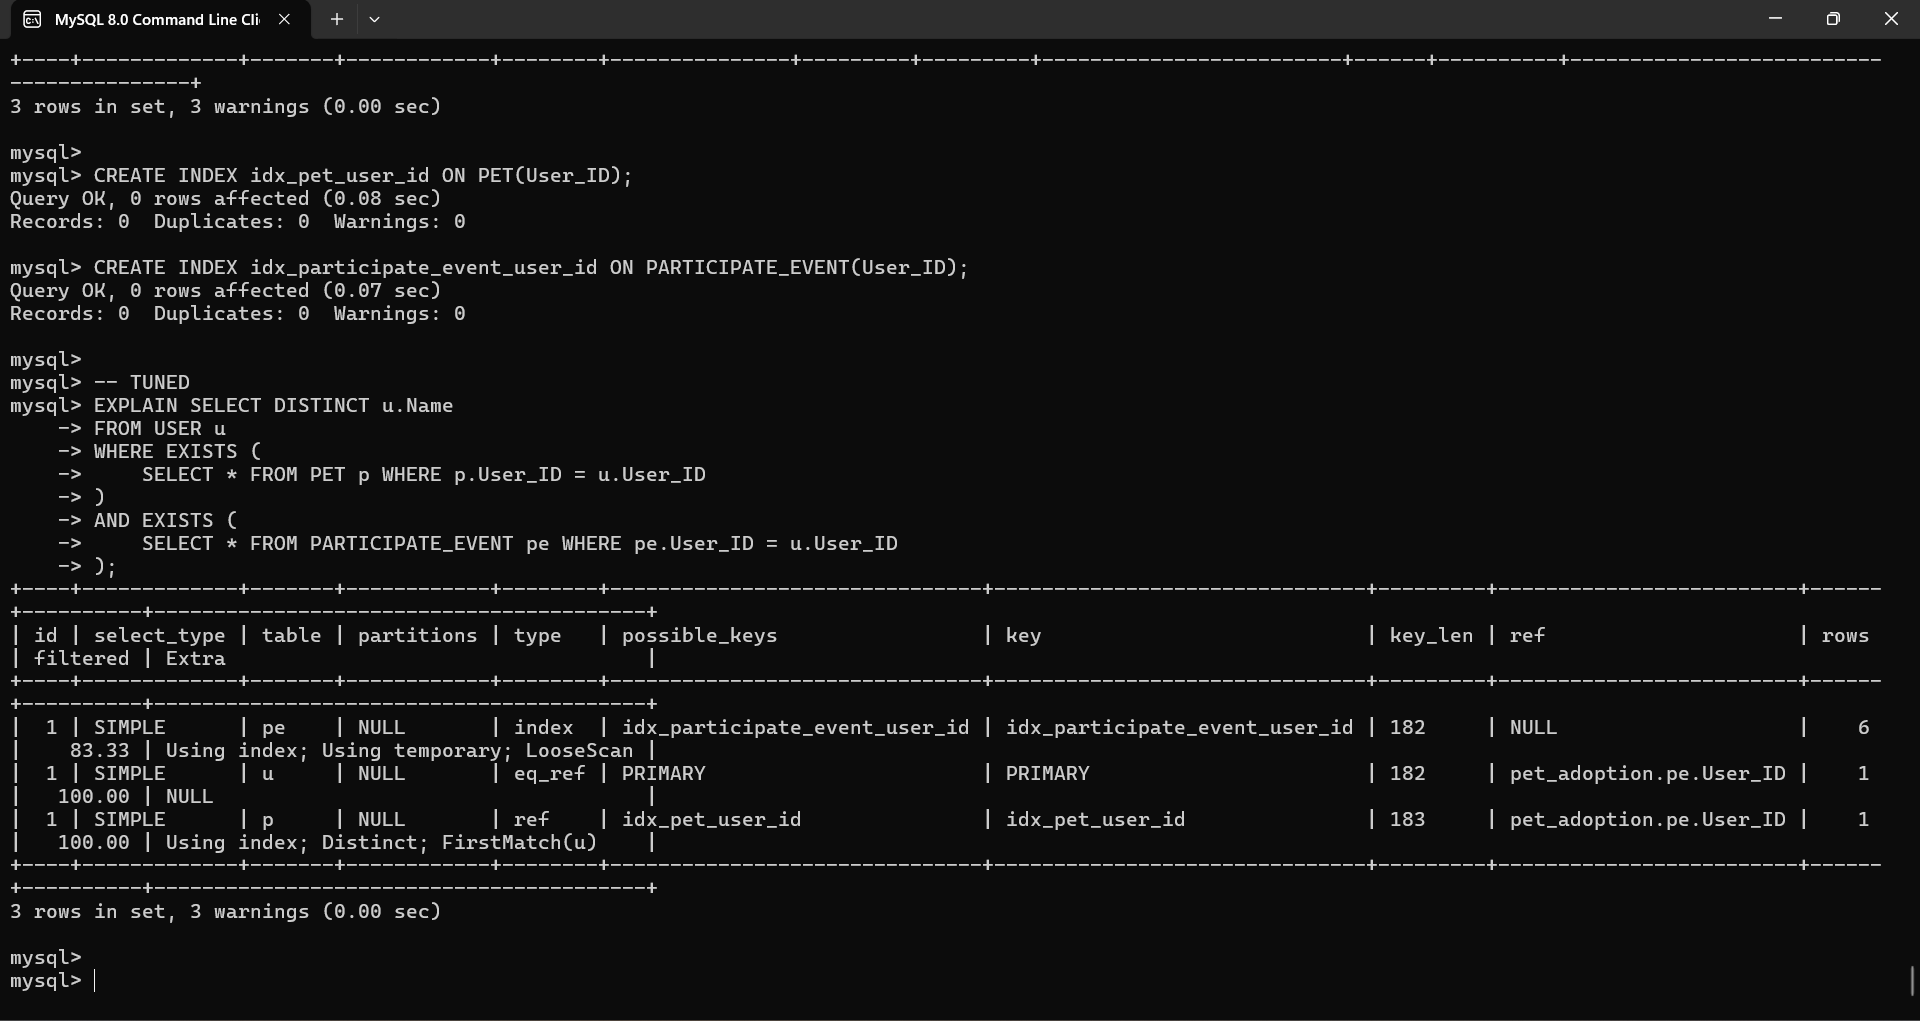 MySQL 8.0 Command Line Cli
+----+-------------+-------+------------+--------+---------------+---------+---------+-------------------------+------+----------+--------------------------
---------------+
3 rows in set, 3 warnings (0.00 sec)
mysql>
mysql> CREATE INDEX idx_pet_user_id ON PET(User_ID);
Query OK, 0 rows affected (0.08 sec)
Records: 0  Duplicates: 0  Warnings: 0
mysql> CREATE INDEX idx_participate_event_user_id ON PARTICIPATE_EVENT(User_ID);
Query OK, 0 rows affected (0.07 sec)
Records: 0  Duplicates: 0  Warnings: 0
mysql>
mysql> -- TUNED
mysql> EXPLAIN SELECT DISTINCT u.Name
    -> FROM USER u
    -> WHERE EXISTS (
    ->     SELECT * FROM PET p WHERE p.User_ID = u.User_ID
    -> )
    -> AND EXISTS (
    ->     SELECT * FROM PARTICIPATE_EVENT pe WHERE pe.User_ID = u.User_ID
    -> );
+----+-------------+-------+------------+--------+-------------------------------+-------------------------------+---------+-------------------------+------
+----------+-----------------------------------------+
| id | select_type | table | partitions | type   | possible_keys                 | key                           | key_len | ref                     | rows
| filtered | Extra                                   |
+----+-------------+-------+------------+--------+-------------------------------+-------------------------------+---------+-------------------------+------
+----------+-----------------------------------------+
|  1 | SIMPLE      | pe    | NULL       | index  | idx_participate_event_user_id | idx_participate_event_user_id | 182     | NULL                    |    6
|    83.33 | Using index; Using temporary; LooseScan |
|  1 | SIMPLE      | u     | NULL       | eq_ref | PRIMARY                       | PRIMARY                       | 182     | pet_adoption.pe.User_ID |    1
|   100.00 | NULL                                    |
|  1 | SIMPLE      | p     | NULL       | ref    | idx_pet_user_id               | idx_pet_user_id               | 183     | pet_adoption.pe.User_ID |    1
|   100.00 | Using index; Distinct; FirstMatch(u)    |
+----+-------------+-------+------------+--------+-------------------------------+-------------------------------+---------+-------------------------+------
+----------+-----------------------------------------+
3 rows in set, 3 warnings (0.00 sec)
mysql>
mysql>